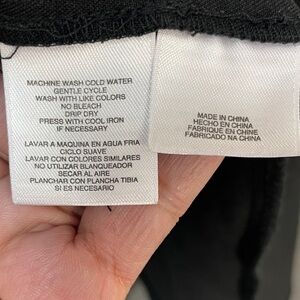 MACHINE WASH COLD WATER
GENTLE CYCLE
WASH WITH LIKE COLORS
NO BLEACH
DRIP DRY
PRESS WITH COOL IRON
IF NECESSARY
LAVAR A MAQUINA EN AGUA FRIA
CICLO SUAVE
LAVAR CON COLORES SIMILARES
NO UTILIZAR BLANQUEADOR
SECAR AL AIRE
PLANCHAR CON PLANCHA TIBIA
SI ES NECESARIO
MADE IN CHINA
HECHO EN CHINA
FABRIQUE EN CHINE
FABRICADO NA CHINA